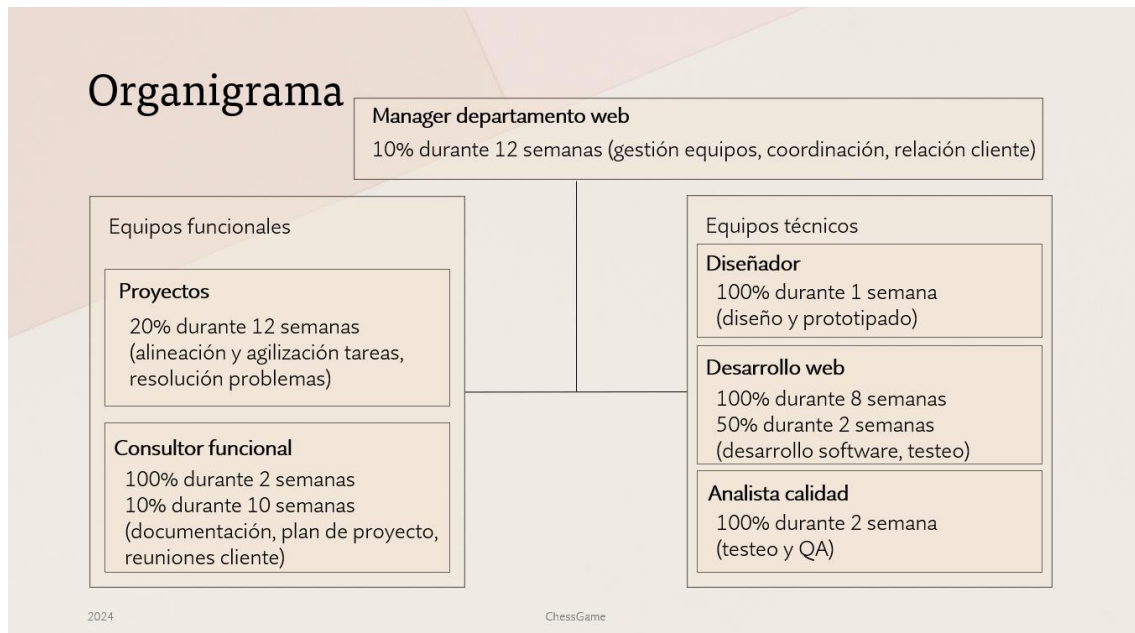 Organigrama
Manager departamento web
10% durante 12 semanas (gestión equipos, coordinación, relación cliente)
Equipos funcionales
Proyectos
20% durante 12 semanas
(alineación y agilización tareas,
resolución problemas)
Consultor funcional
100% durante 2 semanas
10% durante 10 semanas
(documentación, plan de proyecto,
reuniones cliente)
Equipos técnicos
Diseñador
100% durante 1 semana
(diseño y prototipado)
Desarrollo web
100% durante 8 semanas
50% durante 2 semanas
(desarrollo software, testeo)
Analista calidad
100% durante 2 semana
(testeo y QA)
2024
ChessGame